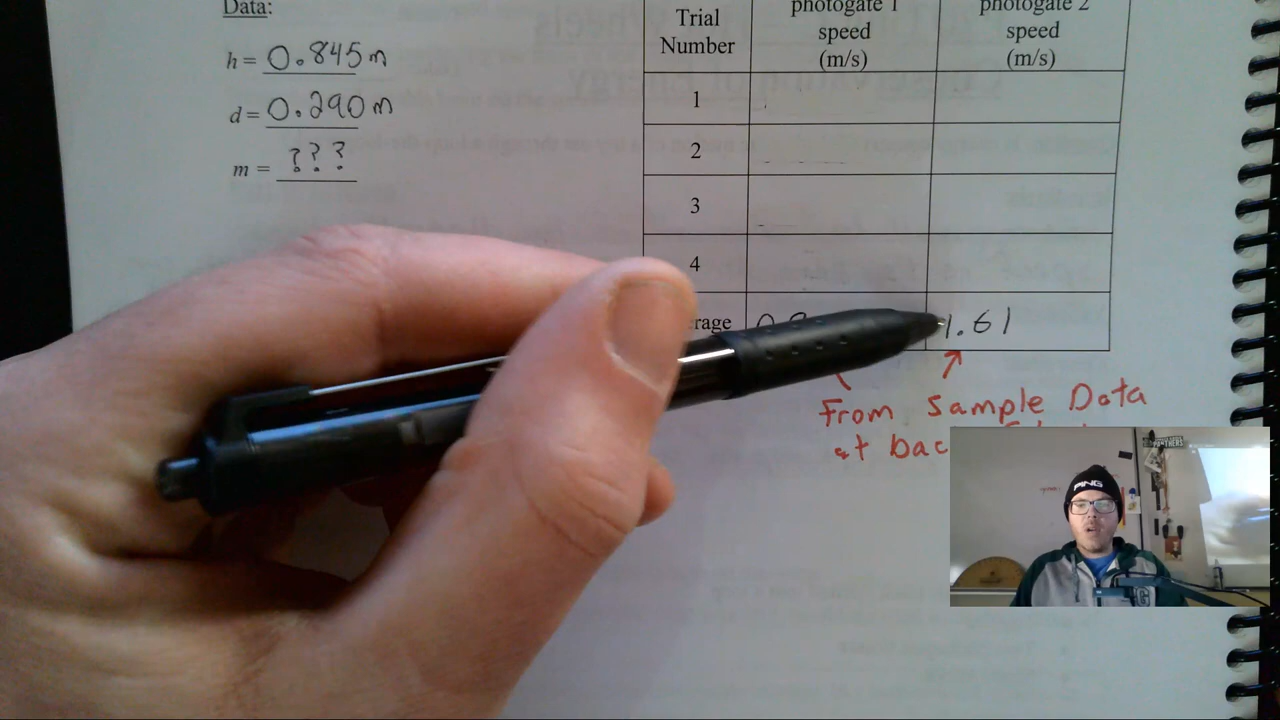 Data:
h = 0.845 m
d = 0.290 m
m = ???
Trial
Number
photogate 1
speed
(m/s)
photogate 2
speed
(m/s)
1
2
3
4
1.61
From Sample Data
at
PING